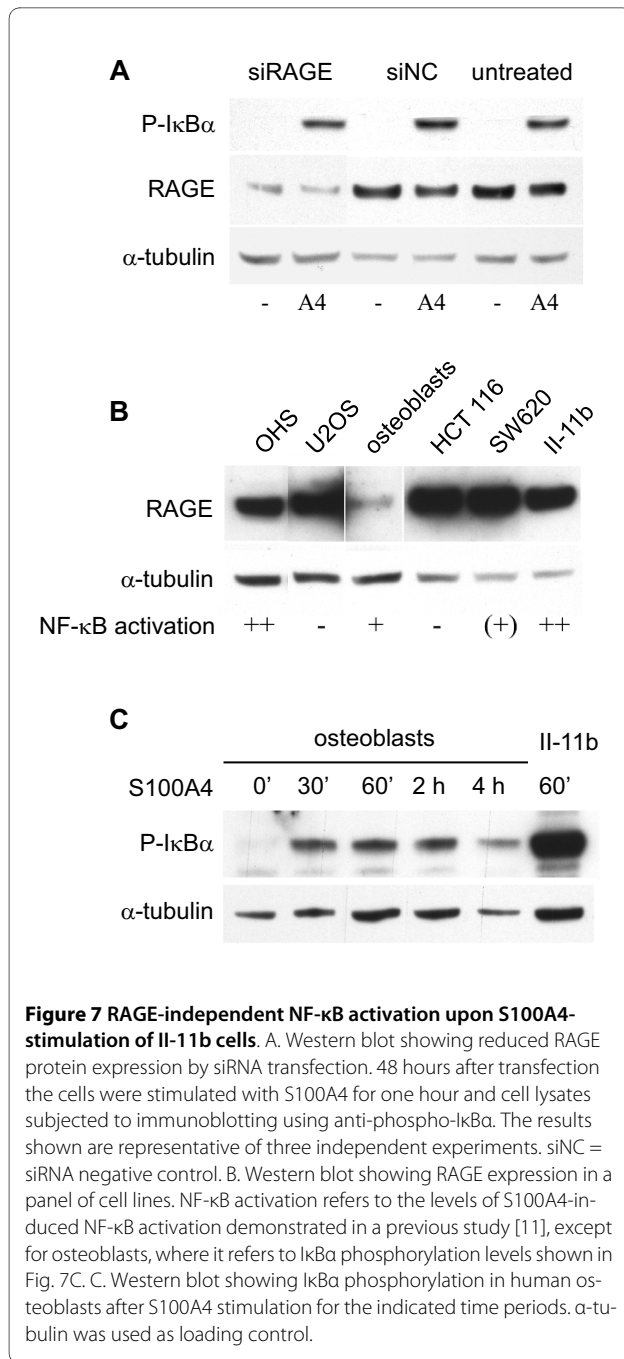 A
siRAGE siNC untreated
P-IκBα
RAGE
α-tubulin
- A4 - A4 - A4
B
OHS U2OS osteoblasts HCT 116 SW620 II-11b
RAGE
α-tubulin
NF-κB activation ++ - + - (+) ++
C
osteoblasts II-11b
S100A4 0' 30' 60' 2 h 4 h 60'
P-IκBα
α-tubulin
Figure 7 RAGE-independent NF-κB activation upon S100A4-
stimulation of II-11b cells. A. Western blot showing reduced RAGE
protein expression by siRNA transfection. 48 hours after transfection
the cells were stimulated with S100A4 for one hour and cell lysates
subjected to immunoblotting using anti-phospho-IκBα. The results
shown are representative of three independent experiments. siNC =
siRNA negative control. B. Western blot showing RAGE expression in a
panel of cell lines. NF-κB activation refers to the levels of S100A4-in-
duced NF-κB activation demonstrated in a previous study [11], except
for osteoblasts, where it refers to IκBα phosphorylation levels shown in
Fig. 7C. C. Western blot showing IκBα phosphorylation in human os-
teoblasts after S100A4 stimulation for the indicated time periods. α-tu-
bulin was used as loading control.